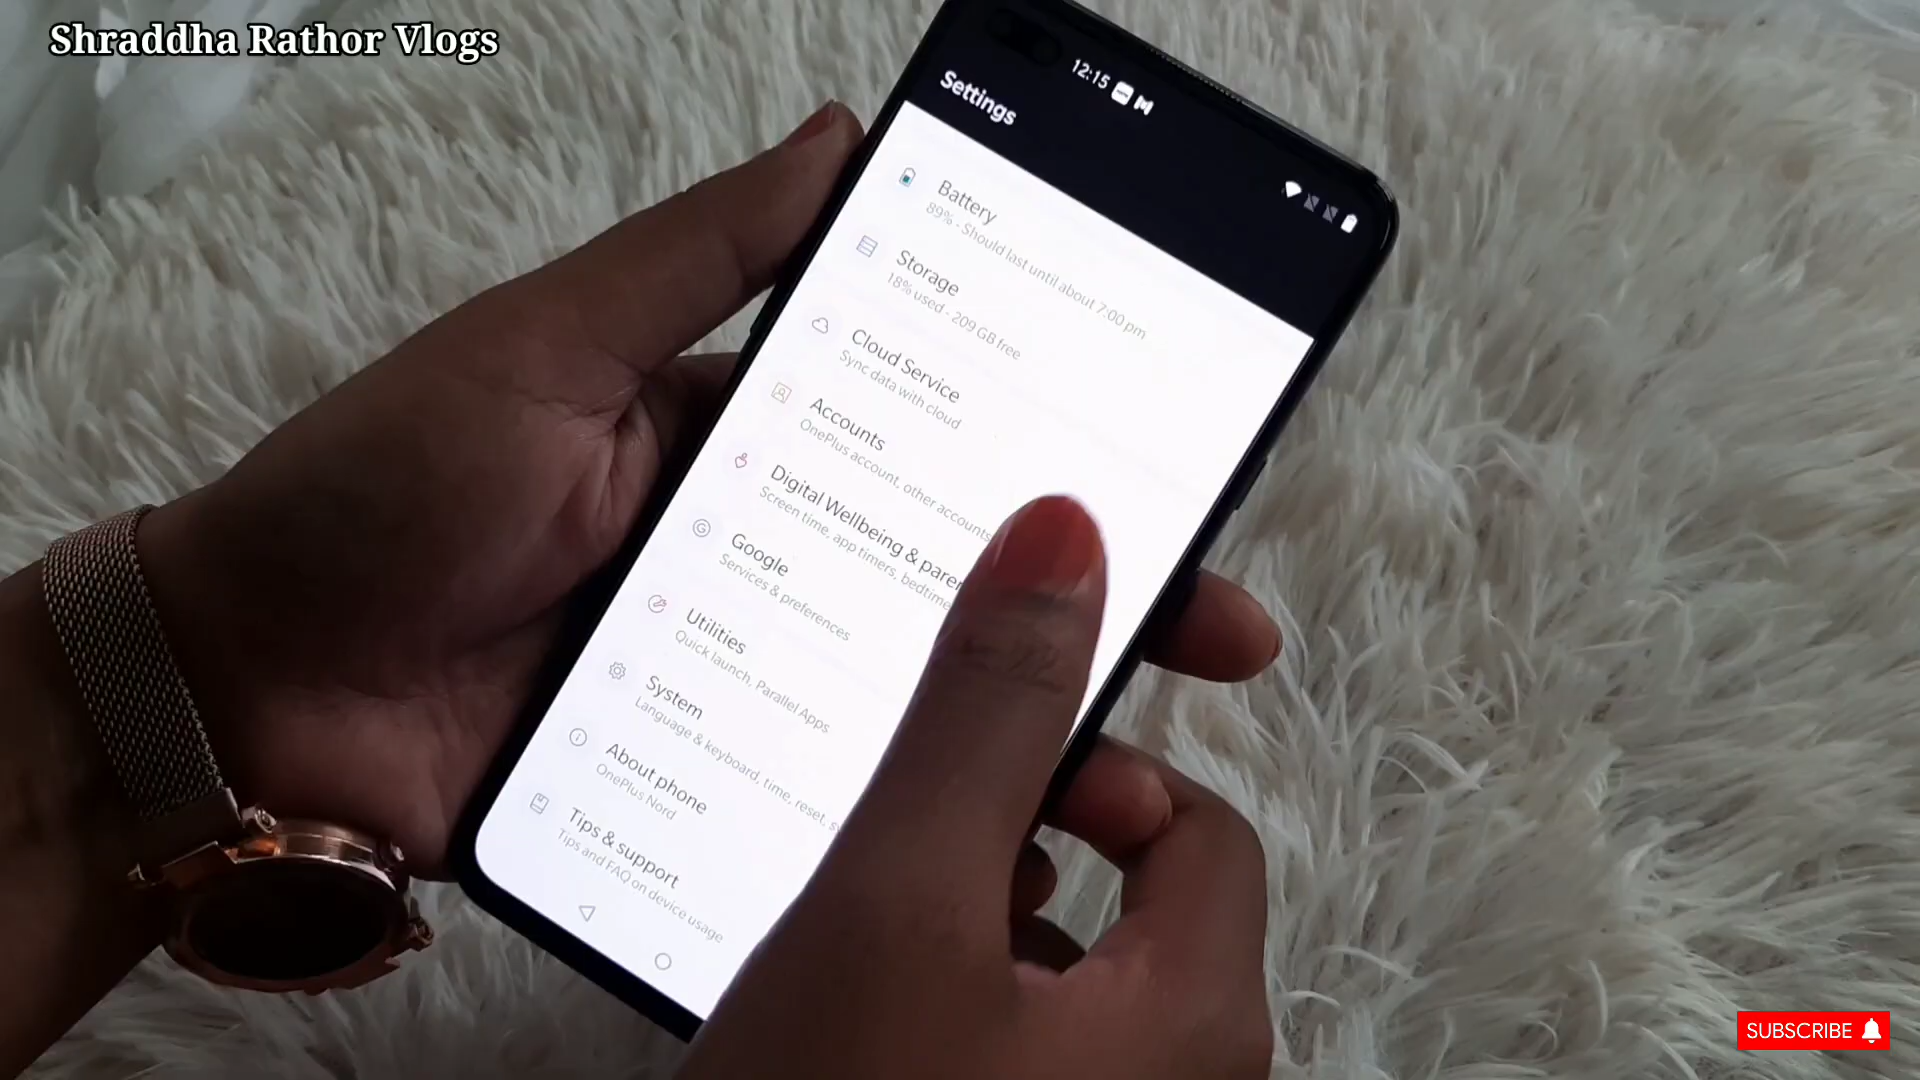 Shraddha Rathor Vlogs
12:15
Settings
Battery
89% - Should last until about 7:00 pm
Storage
18% used - 209 GB free
Cloud Service
Sync data with cloud
Accounts
OnePlus account, other accounts
Digital Wellbeing & paren
Screen time, app timers, bedtime
Google
Services & preferences
Utilities
Quick launch, Parallel Apps
System
Language & keyboard, time, reset, s
About phone
OnePlus Nord
Tips & support
Tips and FAQ on device usage
SUBSCRIBE